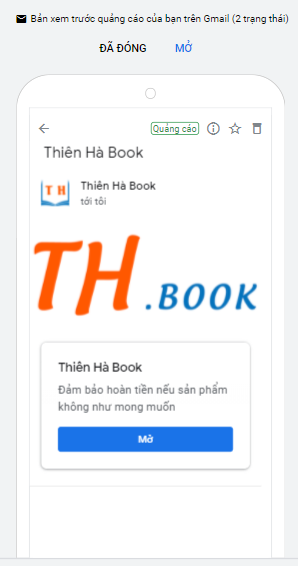 Bản xem trước quảng cáo của bạn trên Gmail (2 trạng thái)
ĐÃ ĐÓNG MỞ
Quảng cáo
Thiên Hà Book
TH
Thiên Hà Book
tới tôi
TH.BOOK
Thiên Hà Book
Đảm bảo hoàn tiền nếu sản phẩm
không như mong muốn
Mở